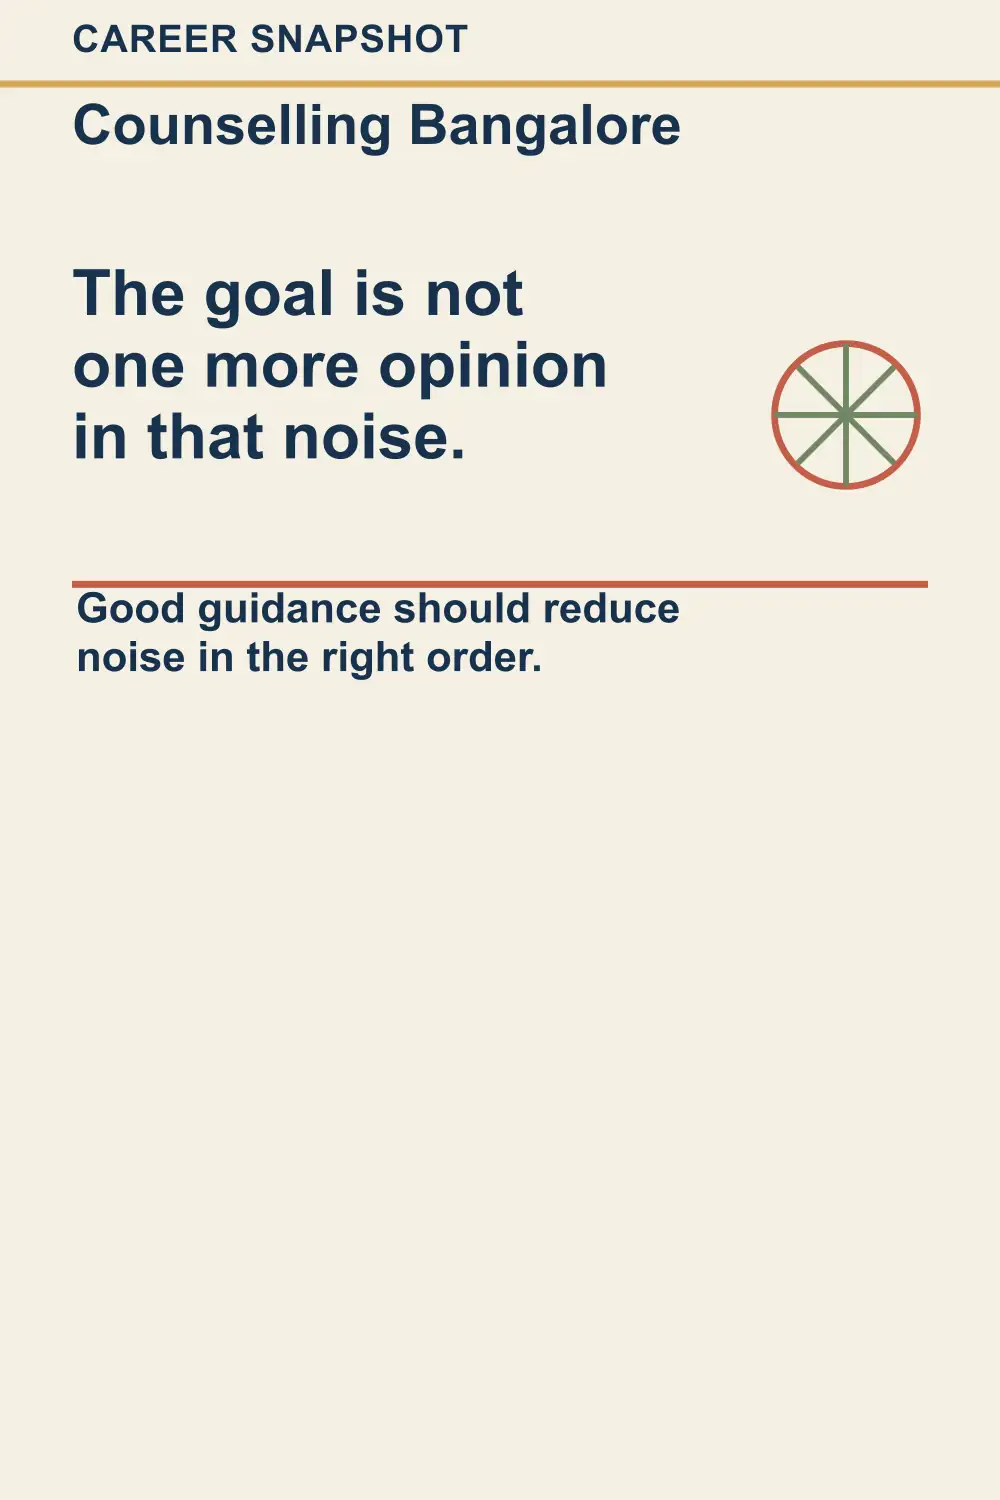 CAREER SNAPSHOT
Counselling Bangalore
The goal is not
one more opinion
in that noise.
Good guidance should reduce
noise in the right order.